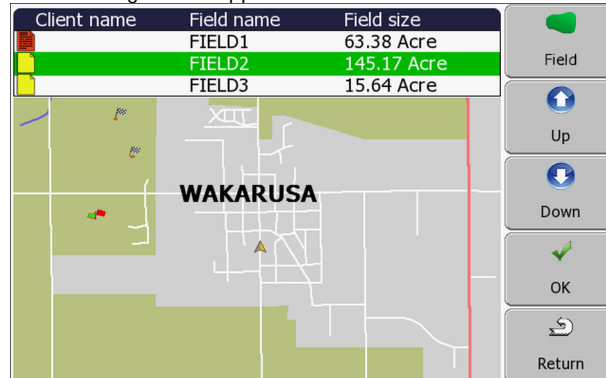 Client name Field name Field size
FIELD1 63.38 Acre
FIELD2 145.17 Acre
FIELD3 15.64 Acre
WAKARUSA
Field
Up
Down
OK
Return